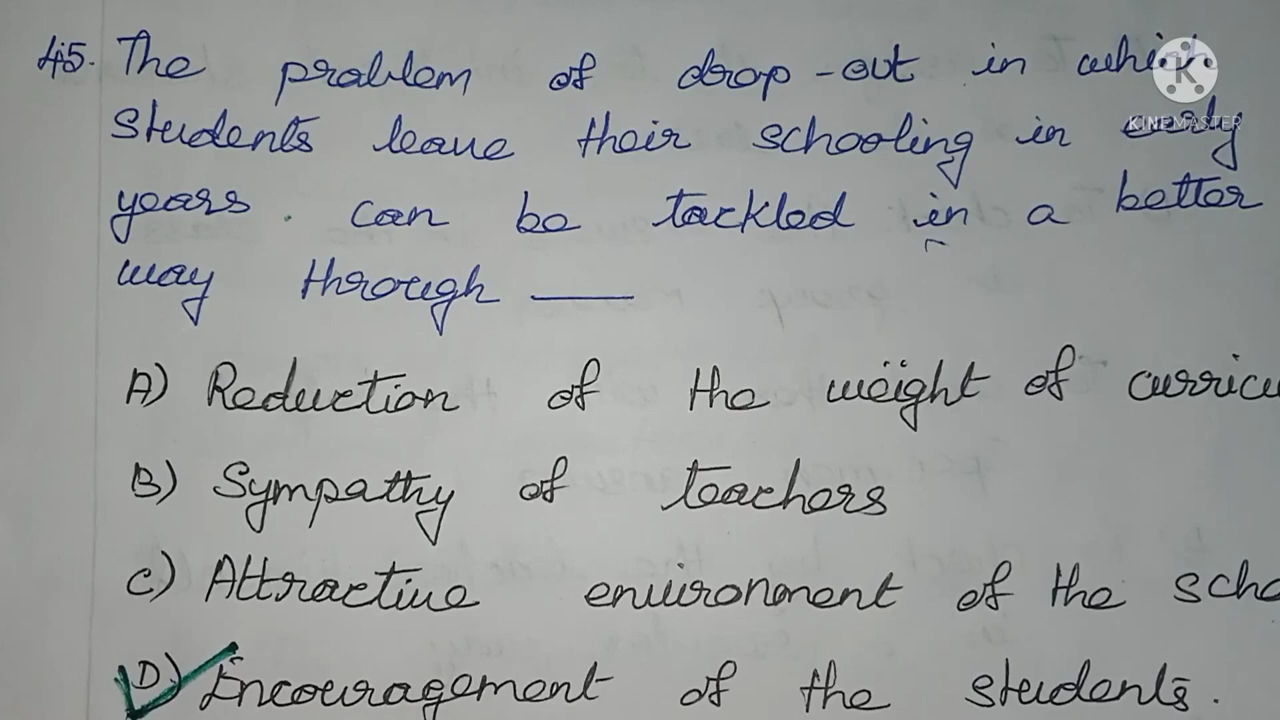 45. The problem of drop-out in which
K
KINEMASTER
students leave their schooling in early
years. can be tackled in a better
way through ___
A) Reduction of the weight of curricu
B) Sympathy of teachers
C) Attractive environment of the scho
D) Encouragement of the students.